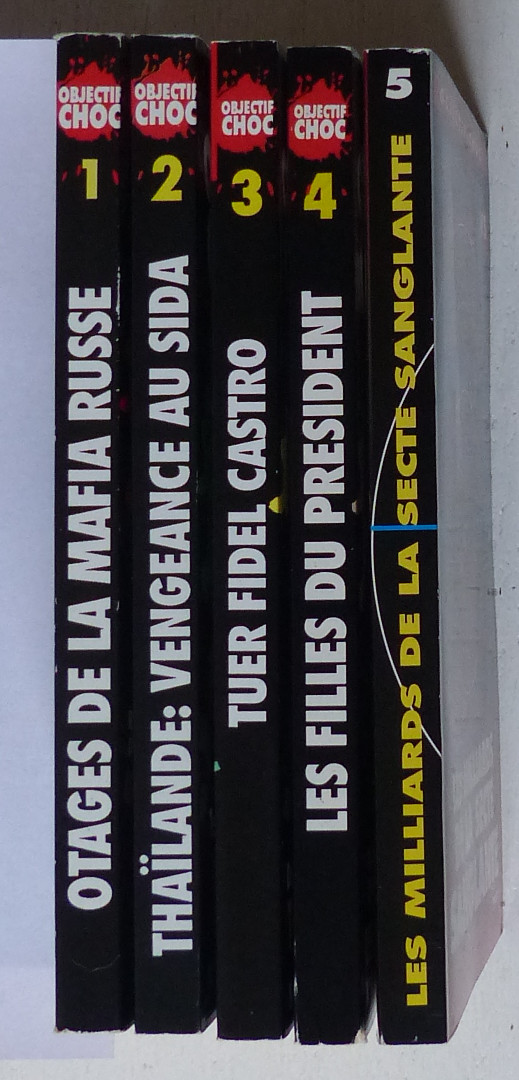 OBJECTIF
CHOC
1
OTAGES DE LA MAFIA RUSSE
OBJECTIF
CHOC
2
THAÏLANDE: VENGEANCE AU SIDA
OBJECTIF
CHOC
3
TUER FIDEL CASTRO
OBJECTIF
CHOC
4
LES FILLES DU PRESIDENT
5
LES MILLIARDS DE LA SECTE SANGLANTE